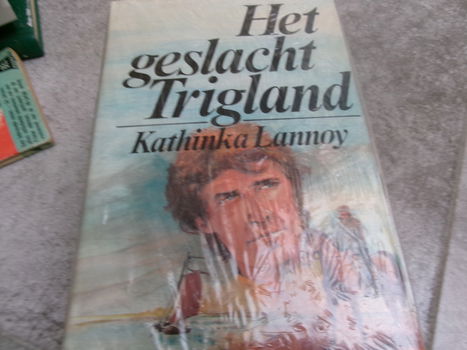 Het
geslacht
Trigland
Kathinka Lannoy